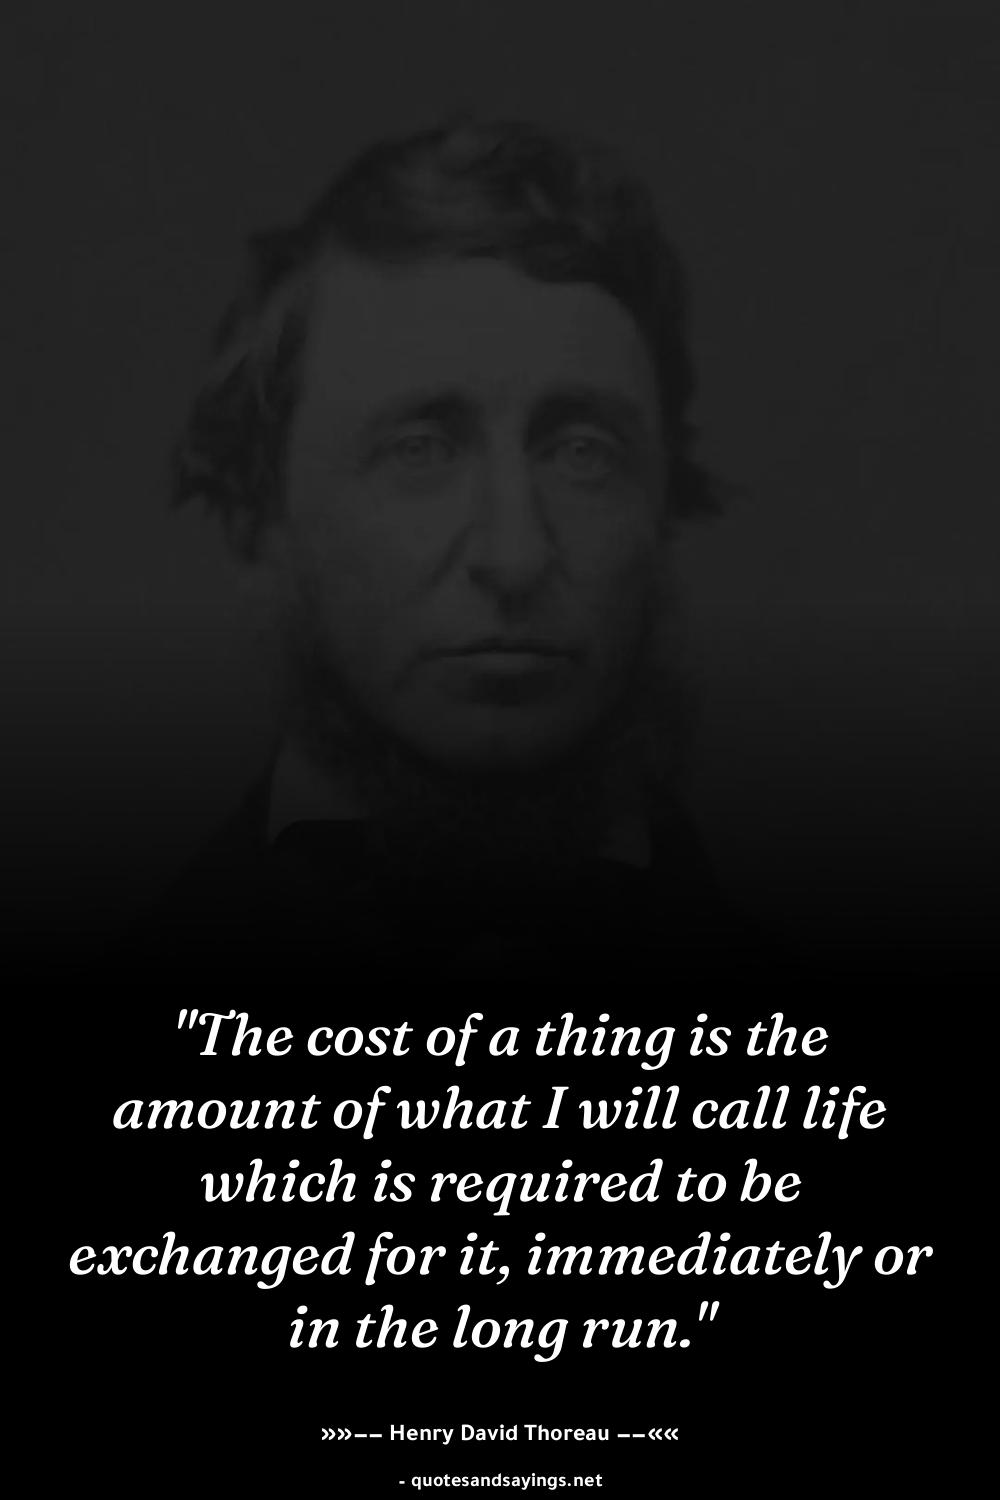 "The cost of a thing is the
amount of what I will call life
which is required to be
exchanged for it, immediately or
in the long run."
»»–– Henry David Thoreau ––««
- quotesandsayings.net